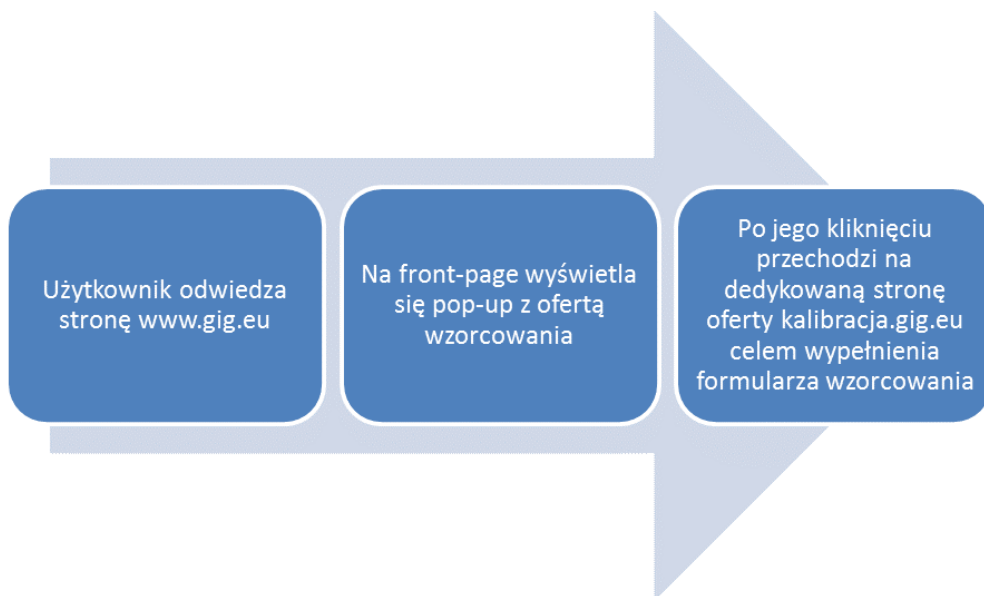 Użytkownik odwiedza
stronę www.gig.eu
Na front-page wyświetla
się pop-up z ofertą
wzorcowania
Po jego kliknięciu
przechodzi na
dedykowaną stronę
oferty kalibracja.gig.eu
celem wypełnienia
formularza wzorcowania